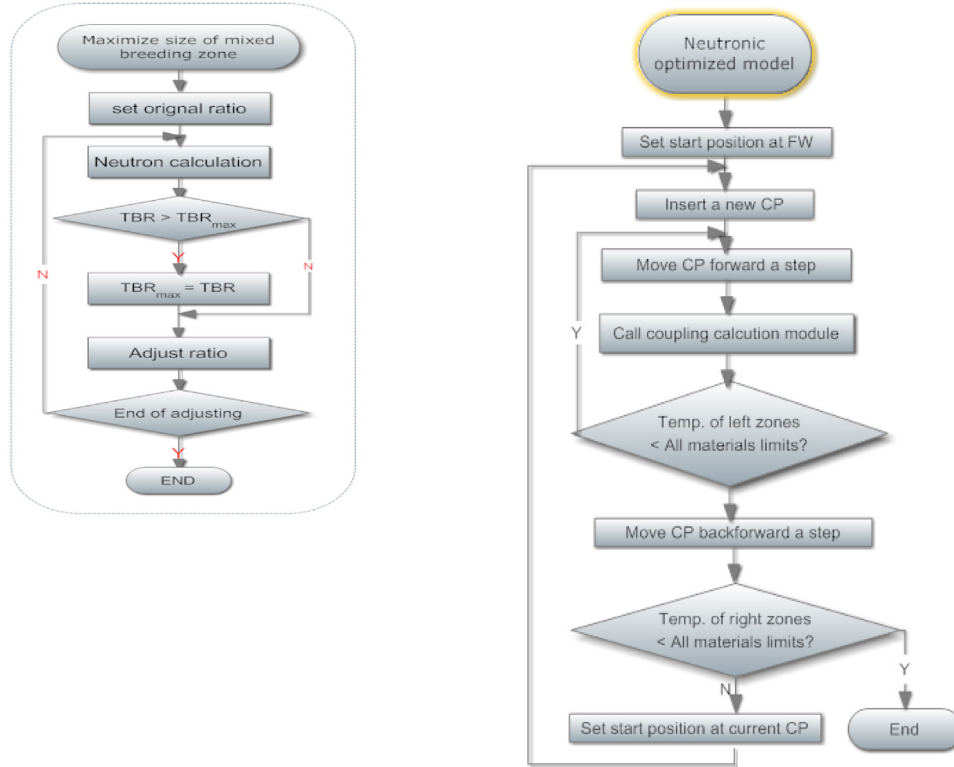 Maximize size of mixed
breeding zone
set orignal ratio
Neutron calculation
TBR > TBRmax
Y
N
N
TBRmax = TBR
Adjust ratio
End of adjusting
Y
END
Neutronic
optimized model
Set start position at FW
Insert a new CP
Move CP forward a step
Y
Call coupling calcution module
Temp. of left zones
< All materials limits?
Move CP backforward a step
Temp. of right zones
< All materials limits?
Y
N
Set start position at current CP
End